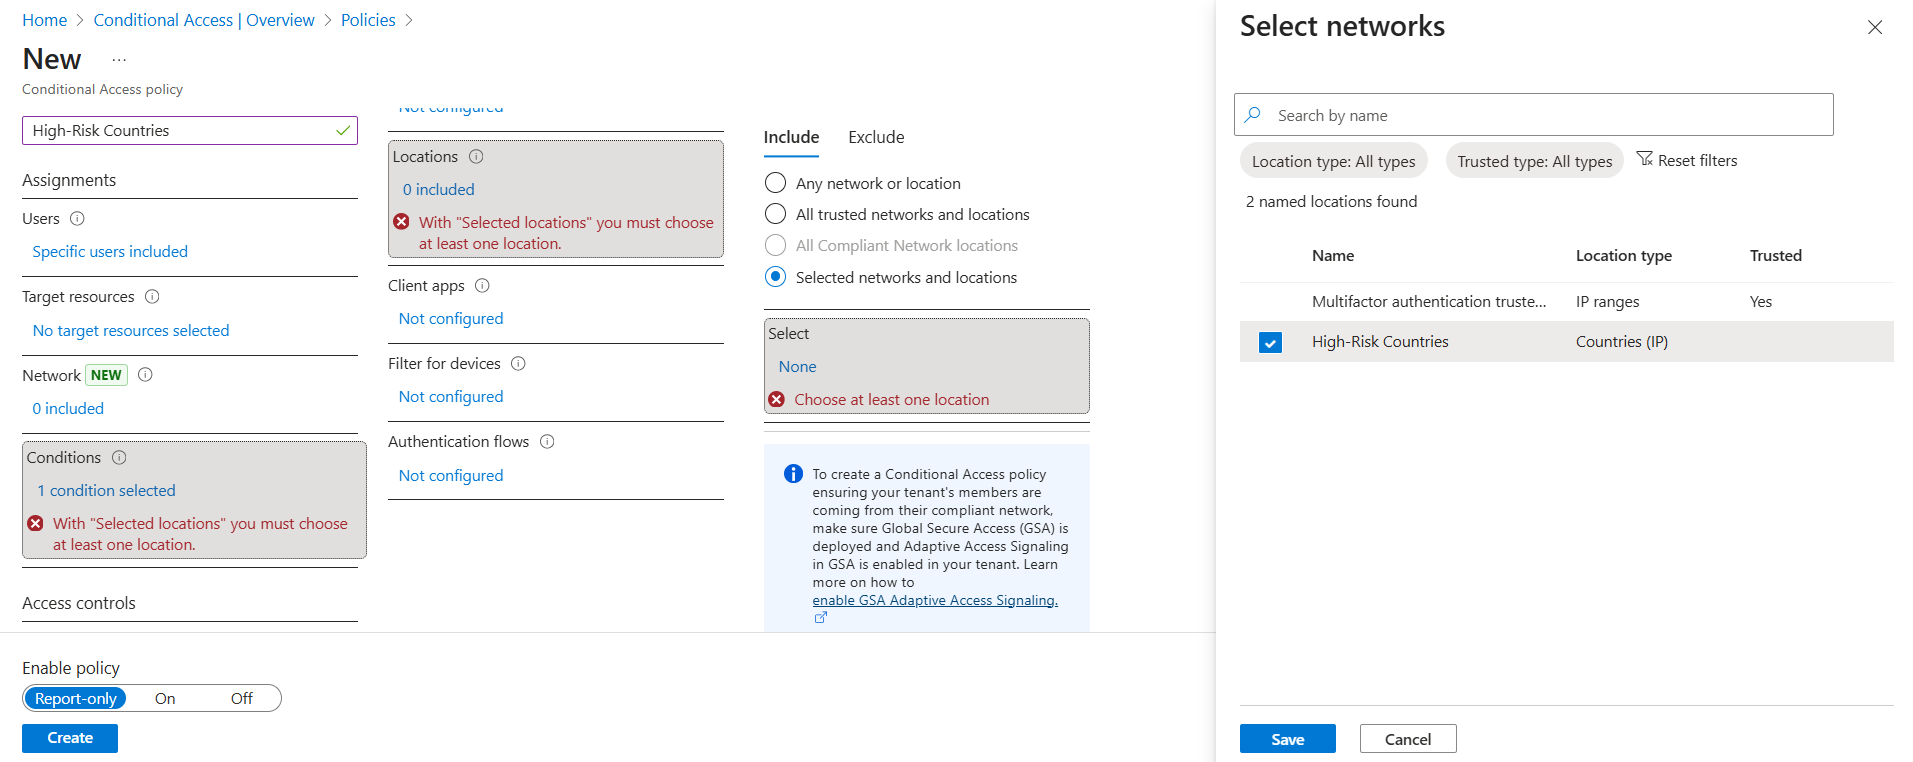 Home > Conditional Access | Overview > Policies >
New ...
Conditional Access policy
High-Risk Countries
Assignments
Users
Specific users included
Target resources
No target resources selected
Network NEW
0 included
Conditions
1 condition selected
With "Selected locations" you must choose
at least one location.
Access controls
Enable policy
Report-only On Off
Create
Not configured
Locations
0 included
With "Selected locations" you must choose
at least one location.
Client apps
Not configured
Filter for devices
Not configured
Authentication flows
Not configured
Include Exclude
Any network or location
All trusted networks and locations
All Compliant Network locations
Selected networks and locations
Select
None
Choose at least one location
To create a Conditional Access policy
ensuring your tenant's members are
coming from their compliant network,
make sure Global Secure Access (GSA) is
deployed and Adaptive Access Signaling
in GSA is enabled in your tenant. Learn
more on how to
enable GSA Adaptive Access Signaling.
Select networks
Search by name
Location type: All types Trusted type: All types Reset filters
2 named locations found
Name Location type Trusted
Multifactor authentication truste... IP ranges Yes
High-Risk Countries Countries (IP)
Save Cancel